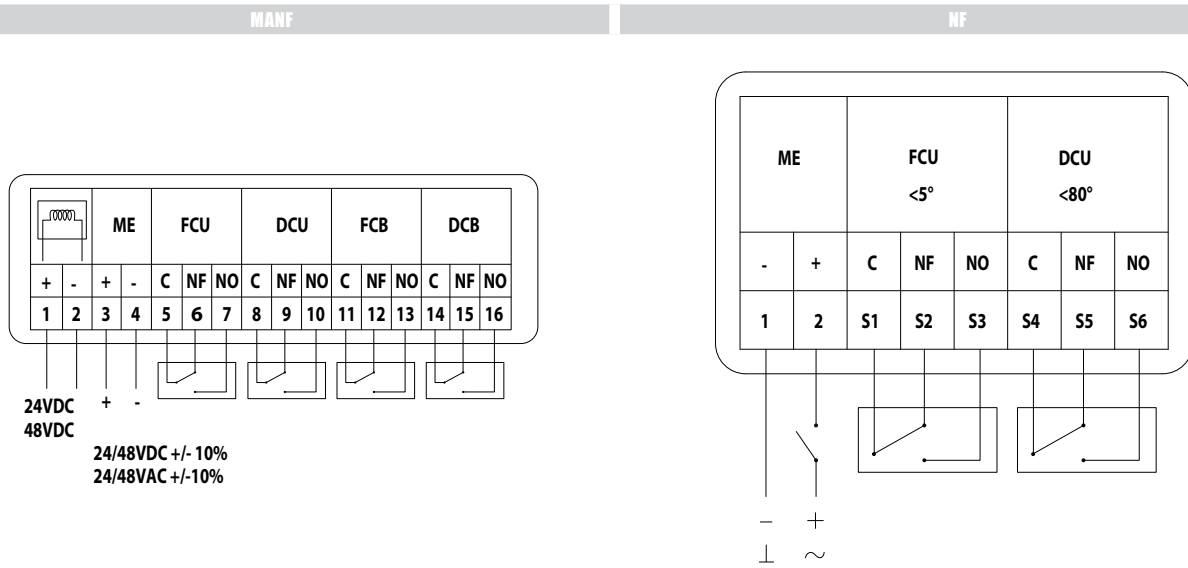 MANF
ME FCU DCU FCB DCB
+ - + - C NF NO C NF NO C NF NO C NF NO
1 2 3 4 5 6 7 8 9 10 11 12 13 14 15 16
24VDC + -
48VDC
24/48VDC +/- 10%
24/48VAC +/-10%
NF
ME FCU DCU
<5° <80°
- + C NF NO C NF NO
1 2 S1 S2 S3 S4 S5 S6
− +
⊥ ~